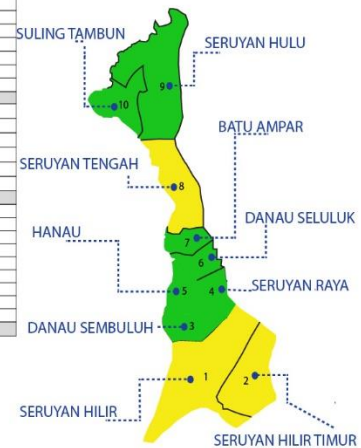 SULING TAMBUN
SERUYAN HULU
9
10
BATU AMPAR
SERUYAN TENGAH
8
DANAU SELULUK
HANAU
7
6
5
4
SERUYAN RAYA
DANAU SEMBULUH
3
1
2
SERUYAN HILIR
SERUYAN HILIR TIMUR